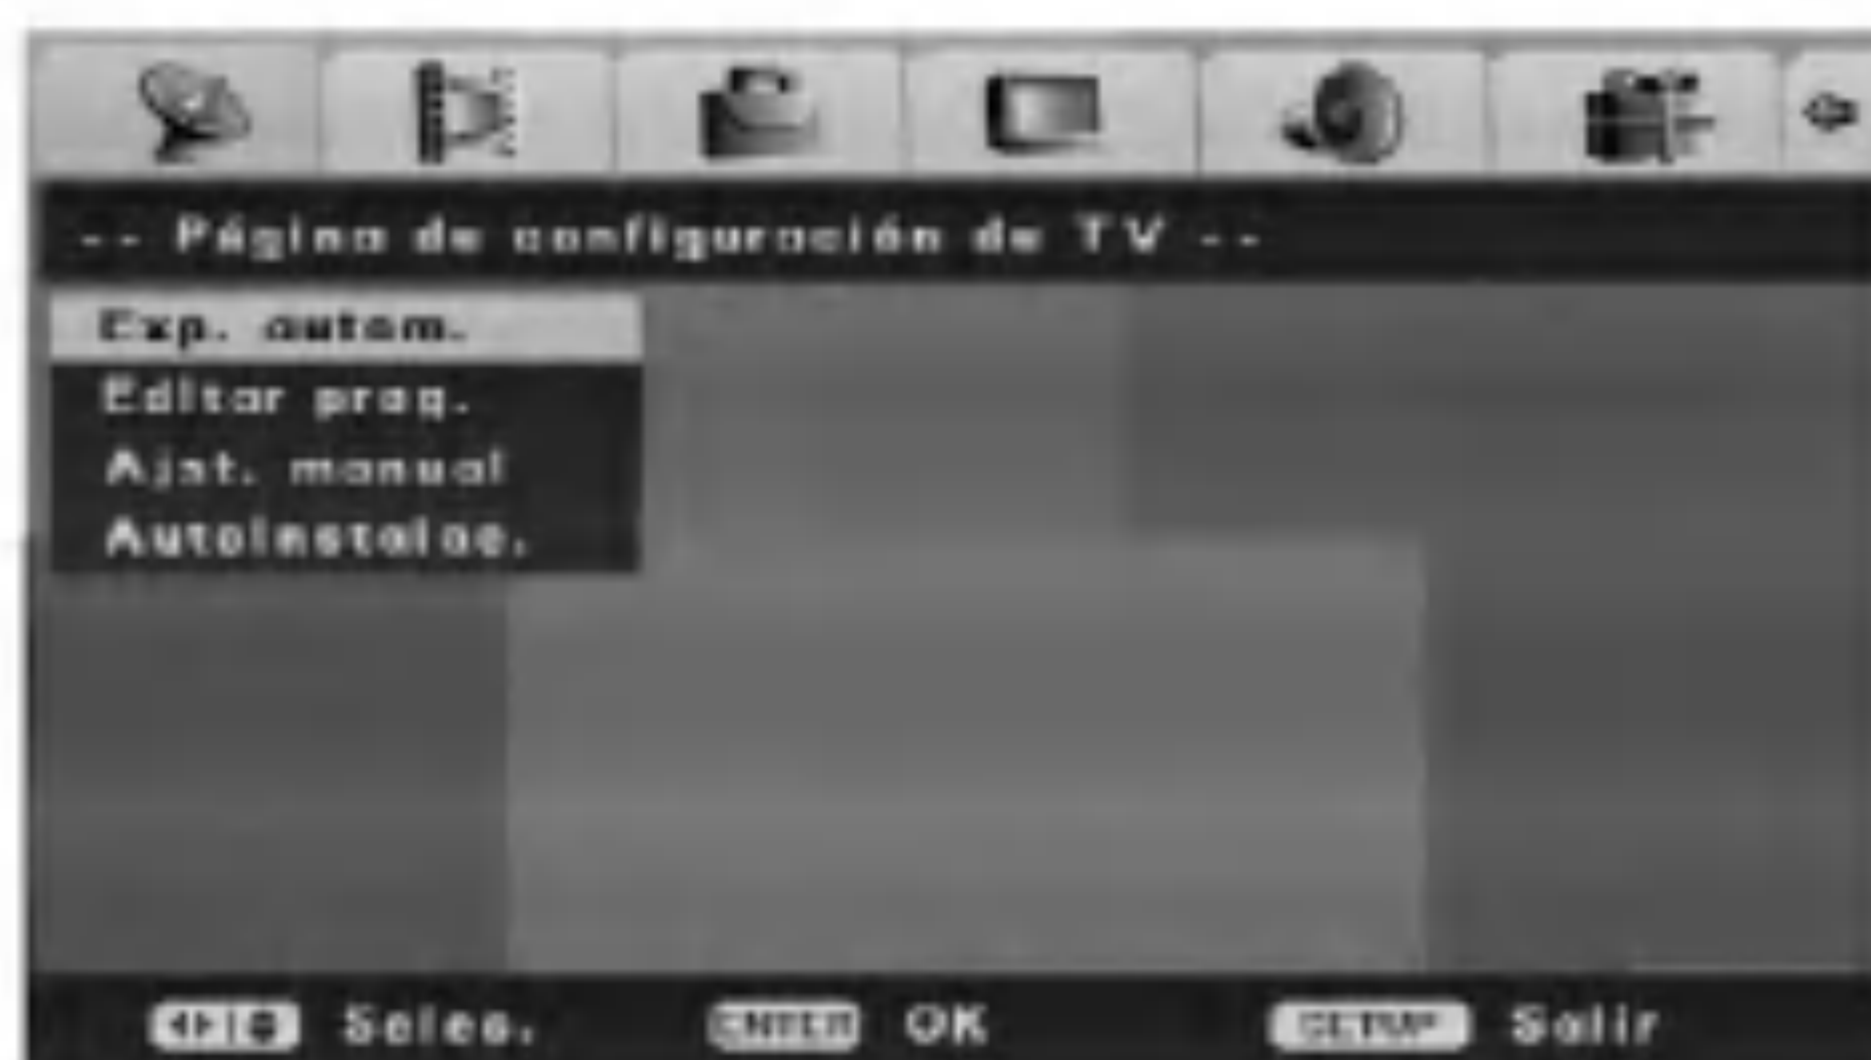 -- Página de configuración de TV --
Exp. autom.
Editar prog.
Ajst. manual
Autoinstalac.
Selec.
ENTER OK
SETUP Salir